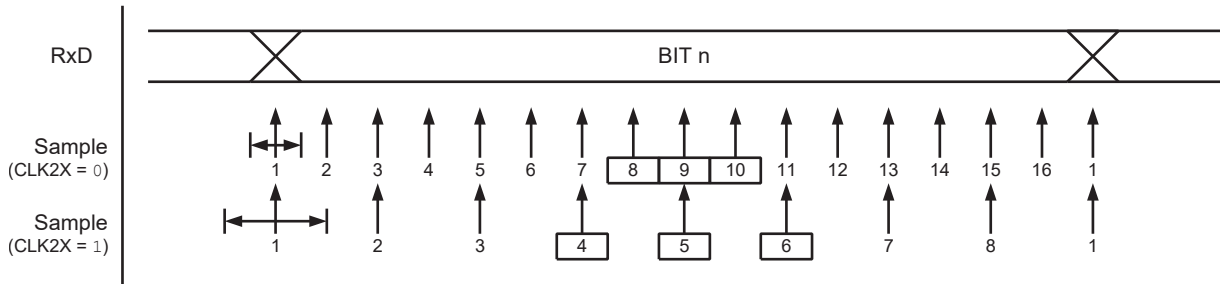 RxD
BIT n
Sample
(CLK2X = 0)
1 2 3 4 5 6 7 8 9 10 11 12 13 14 15 16 1
Sample
(CLK2X = 1)
1 2 3 4 5 6 7 8 1